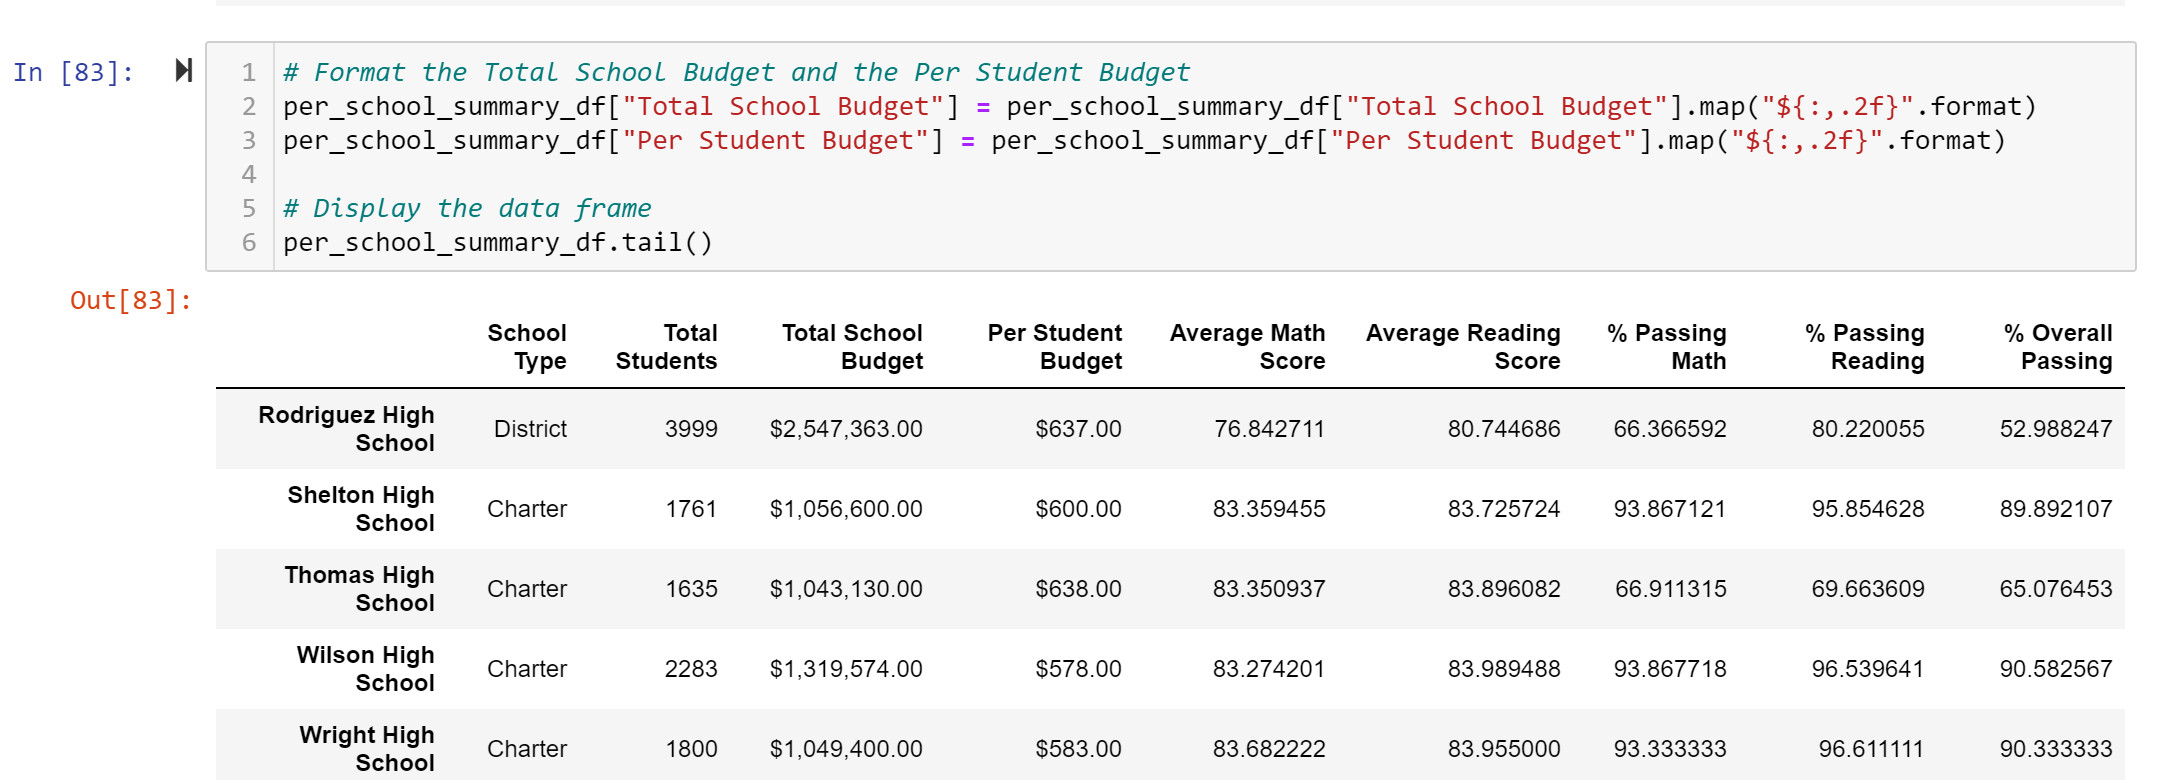 In [83]:
1 # Format the Total School Budget and the Per Student Budget
2 per_school_summary_df["Total School Budget"] = per_school_summary_df["Total School Budget"].map("${:,.2f}".format)
3 per_school_summary_df["Per Student Budget"] = per_school_summary_df["Per Student Budget"].map("${:,.2f}".format)
4
5 # Display the data frame
6 per_school_summary_df.tail()
Out[83]:
School Total Total School Per Student Average Math Average Reading % Passing % Passing % Overall
Type Students Budget Budget Score Score Math Reading Passing
Rodriguez High
School District 3999 $2,547,363.00 $637.00 76.842711 80.744686 66.366592 80.220055 52.988247
Shelton High
School Charter 1761 $1,056,600.00 $600.00 83.359455 83.725724 93.867121 95.854628 89.892107
Thomas High
School Charter 1635 $1,043,130.00 $638.00 83.350937 83.896082 66.911315 69.663609 65.076453
Wilson High
School Charter 2283 $1,319,574.00 $578.00 83.274201 83.989488 93.867718 96.539641 90.582567
Wright High
School Charter 1800 $1,049,400.00 $583.00 83.682222 83.955000 93.333333 96.611111 90.333333